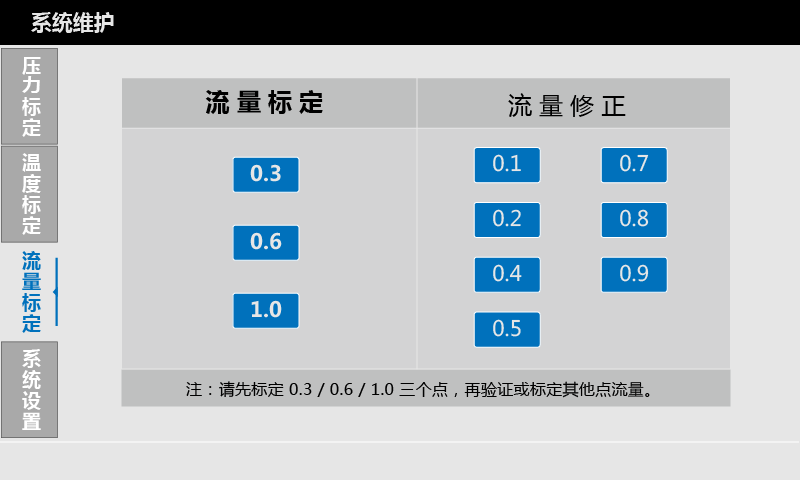 系统维护
压力标定
温度标定
流量标定
系统设置
流量标定
流量修正
0.3
0.6
1.0
0.1
0.7
0.2
0.8
0.4
0.9
0.5
注：请先标定 0.3 / 0.6 / 1.0 三个点，再验证或标定其他点流量。